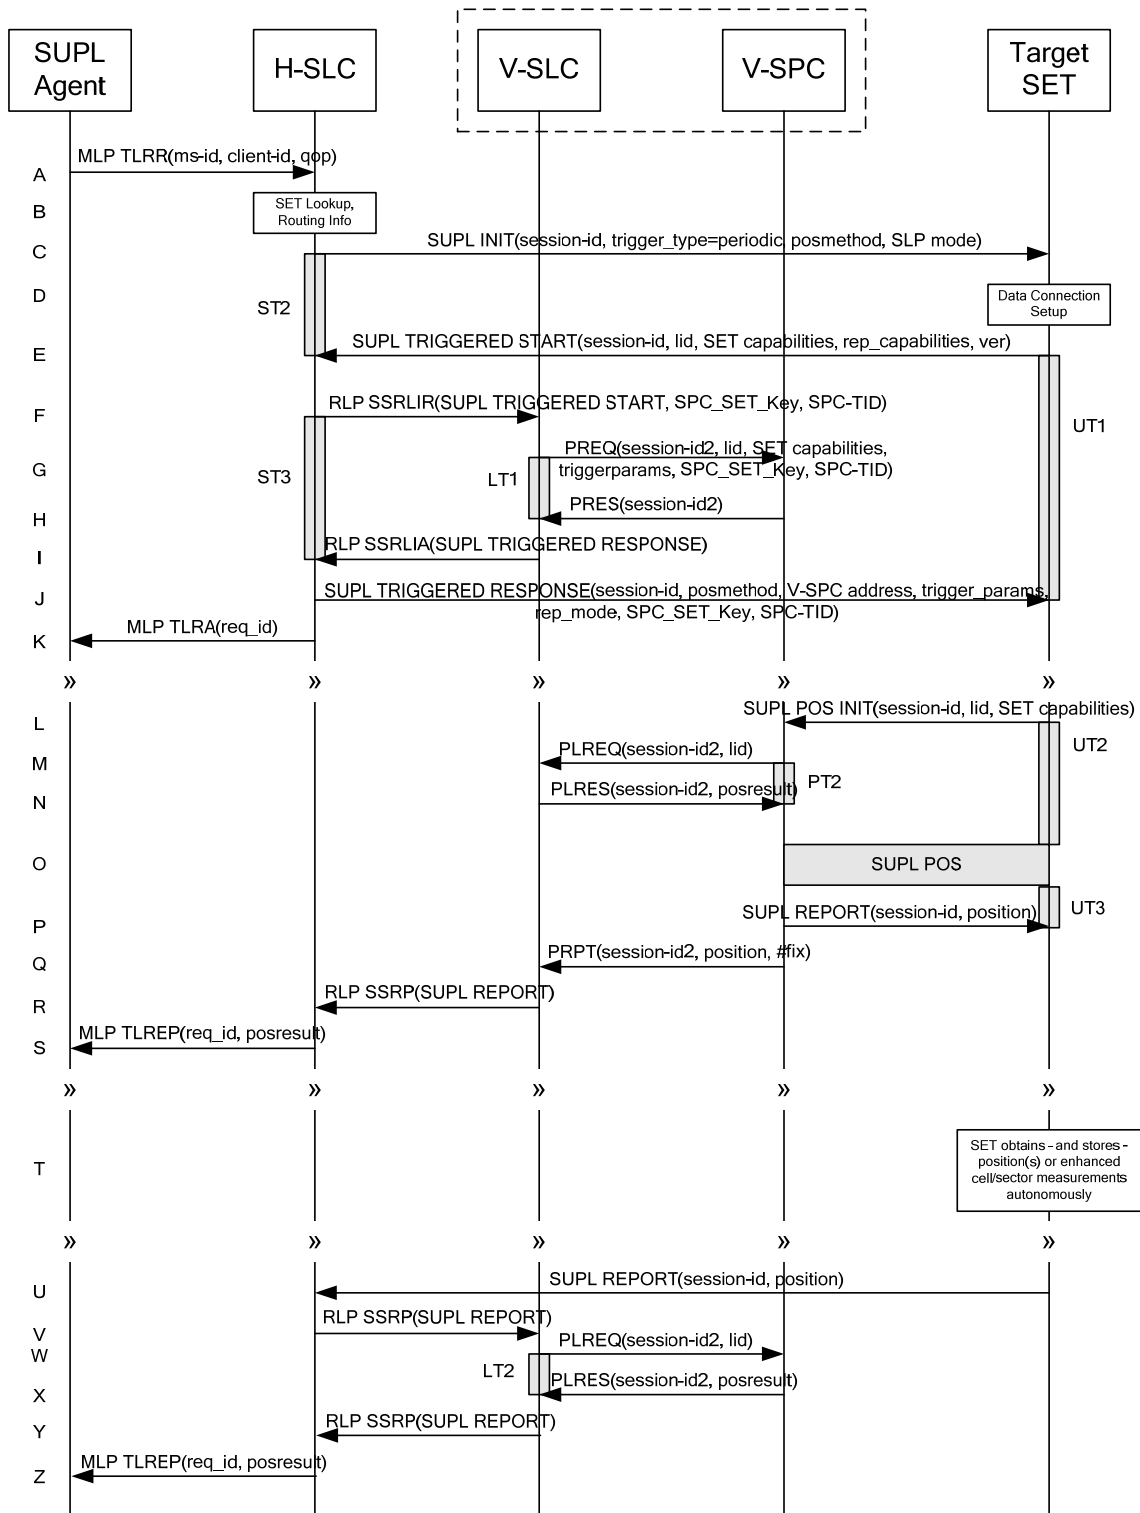 SUPL
Agent
H-SLC
V-SLC
V-SPC
Target
SET
A
MLP TLRR(ms-id, client-id, qop)
B
SET Lookup,
Routing Info
C
SUPL INIT(session-id, trigger_type=periodic, posmethod, SLP mode)
D
Data Connection
Setup
ST2
E
SUPL TRIGGERED START(session-id, lid, SET capabilities, rep_capabilities, ver)
F
RLP SSRLIR(SUPL TRIGGERED START, SPC_SET_Key, SPC-TID)
UT1
G
PREQ(session-id2, lid, SET capabilities,
triggerparams, SPC_SET_Key, SPC-TID)
ST3
LT1
H
PRES(session-id2)
I
RLP SSRLIA(SUPL TRIGGERED RESPONSE)
J
SUPL TRIGGERED RESPONSE(session-id, posmethod, V-SPC address, trigger_params,
rep_mode, SPC_SET_Key, SPC-TID)
K
MLP TLRA(req_id)
» » » » »
L
SUPL POS INIT(session-id, lid, SET capabilities)
UT2
M
PLREQ(session-id2, lid)
PT2
N
PLRES(session-id2, posresult)
O
SUPL POS
P
SUPL REPORT(session-id, position)
UT3
Q
PRPT(session-id2, position, #fix)
R
RLP SSRP(SUPL REPORT)
S
MLP TLREP(req_id, posresult)
» » » » »
T
SET obtains - and stores -
position(s) or enhanced
cell/sector measurements
autonomously
» » » » »
U
SUPL REPORT(session-id, position)
V
RLP SSRP(SUPL REPORT)
W
PLREQ(session-id2, lid)
LT2
X
PLRES(session-id2, posresult)
Y
RLP SSRP(SUPL REPORT)
Z
MLP TLREP(req_id, posresult)